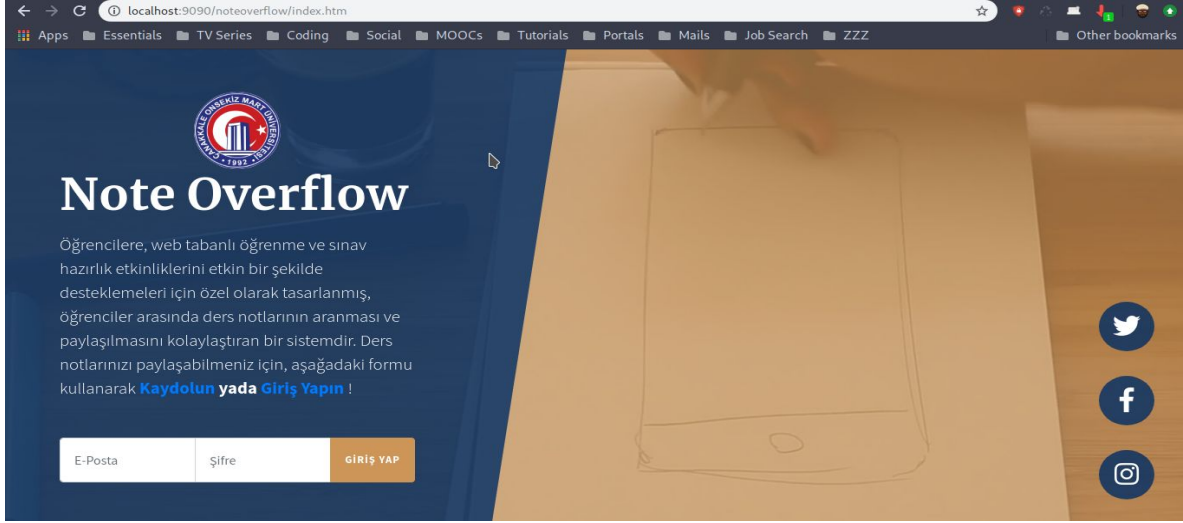 localhost:9090/noteoverflow/index.htm
1
Apps Essentials TV Series Coding Social MOOCs Tutorials Portals Mails Job Search ZZZ Other bookmarks
ÇANAKKALE ONSEKİZ MART ÜNİVERSİTESİ
1992
Note Overflow
Öğrencilere, web tabanlı öğrenme ve sınav
hazırlık etkinliklerini etkin bir şekilde
desteklemeleri için özel olarak tasarlanmış,
öğrenciler arasında ders notlarının aranması ve
paylaşılmasını kolaylaştıran bir sistemdir. Ders
notlarınızı paylaşabilmeniz için, aşağadaki formu
kullanarak Kaydolun yada Giriş Yapın !
E-Posta Şifre GİRİŞ YAP